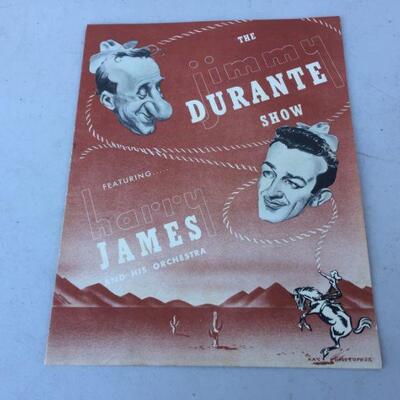 THE
jimmy
DURANTE
SHOW
FEATURING.....
harry
JAMES
AND HIS ORCHESTRA